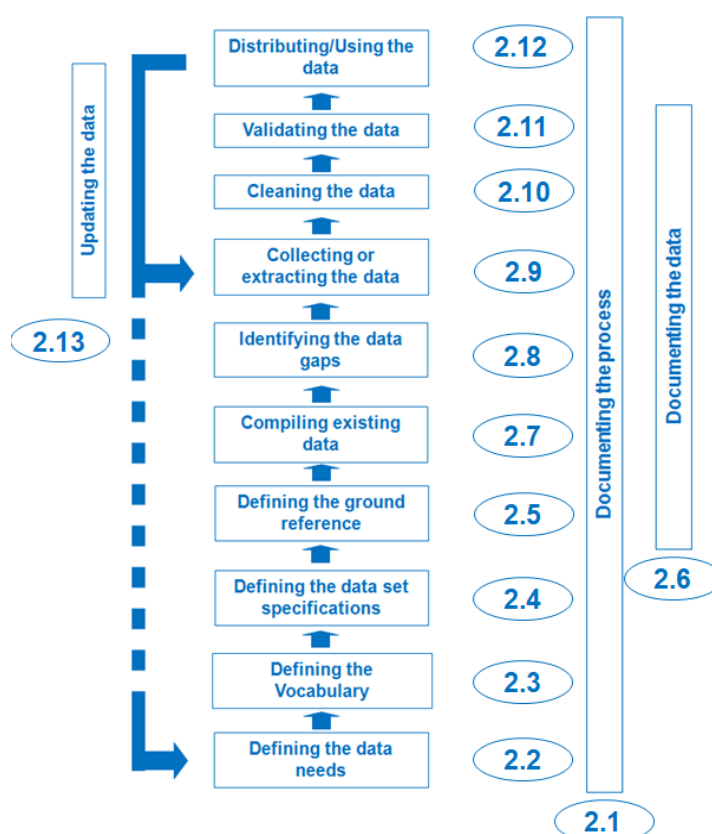 Distributing/Using the
data
2.12
Validating the data
2.11
Cleaning the data
2.10
Collecting or
extracting the data
2.9
Identifying the data
gaps
2.8
Compiling existing
data
2.7
Defining the ground
reference
2.5
Defining the data set
specifications
2.4
Defining the
Vocabulary
2.3
Defining the data
needs
2.2
Updating the data
2.13
Documenting the process
2.1
Documenting the data
2.6